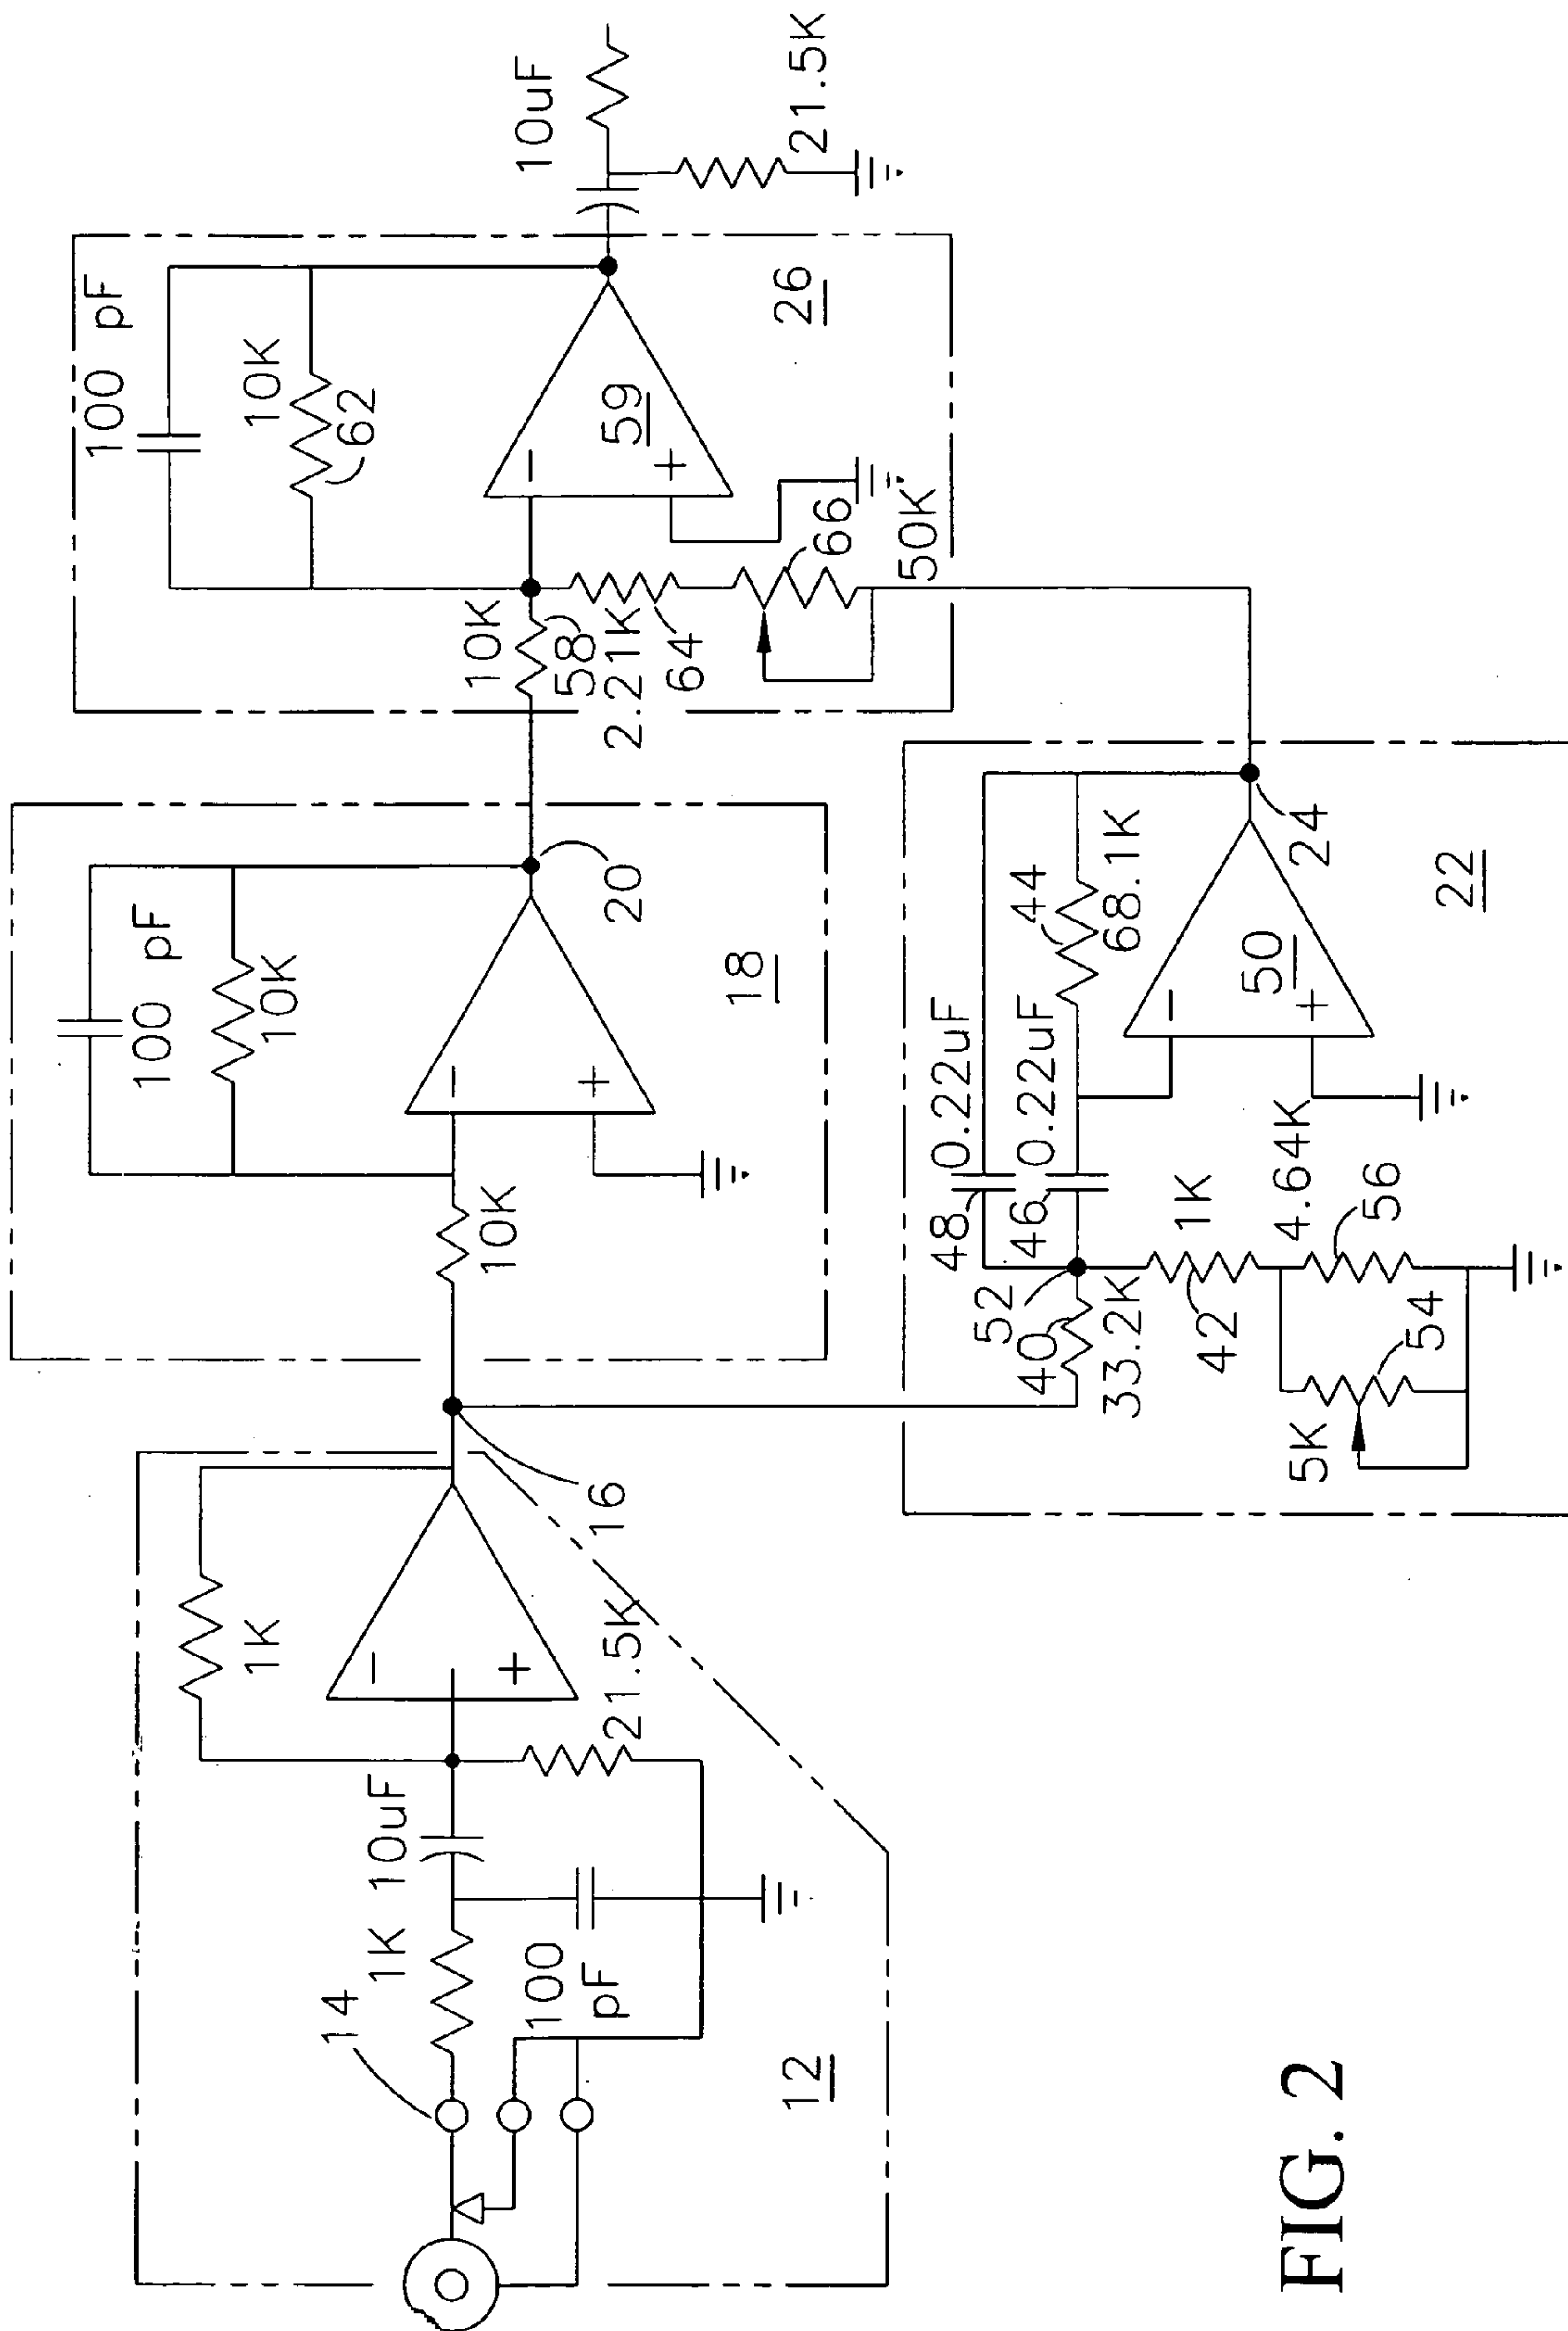 14
1K
10uF
100
pF
12
1K
−
+
21.5K
16
100 pF
10K
10K
−
+
20
18
100 pF
10K
62
10K
58
2.21K
64
−
+
59
66
50K
26
10uF
21.5K
48
0.22uF
46
0.22uF
52
40
33.2K
44
68.1K
−
+
50
24
1K
42
4.64K
56
54
5K
22
FIG. 2